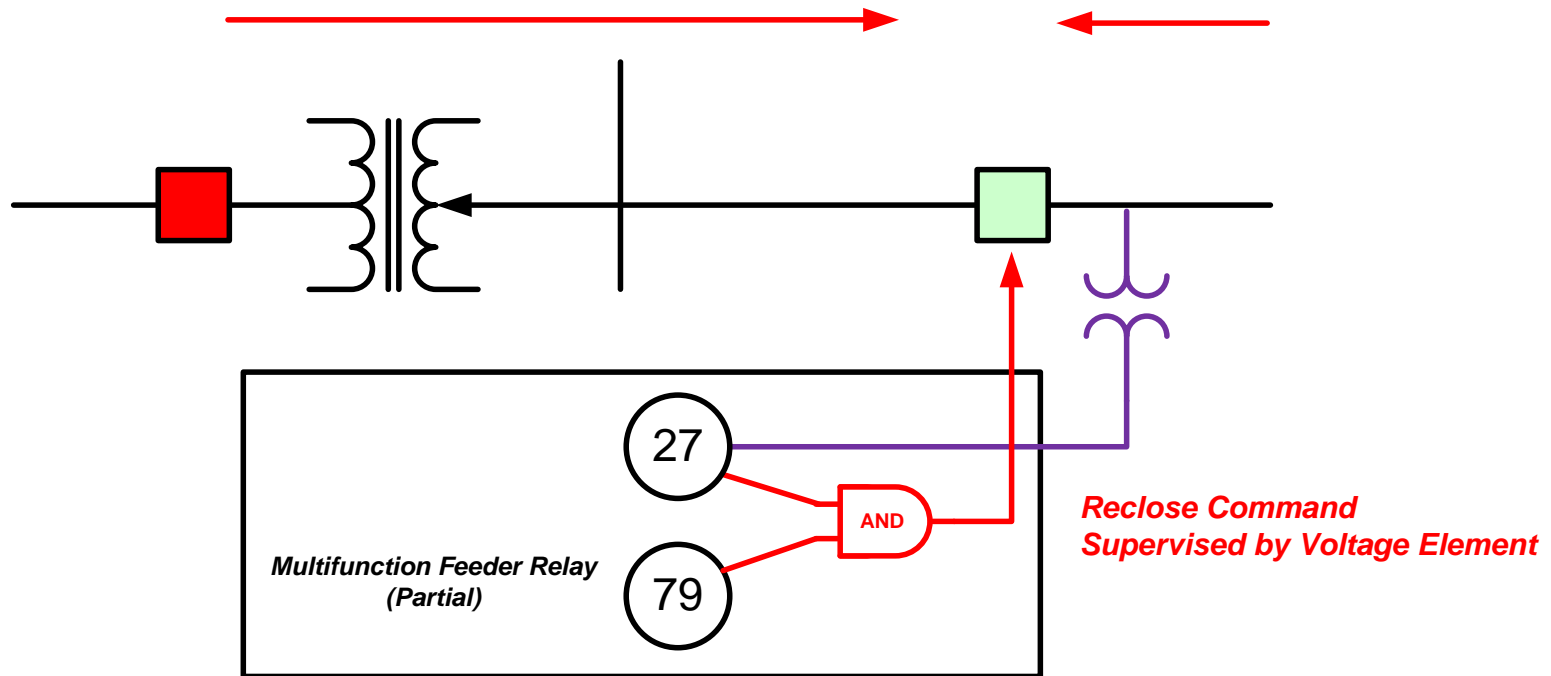 27
AND
Reclose Command
Supervised by Voltage Element
Multifunction Feeder Relay
(Partial)
79